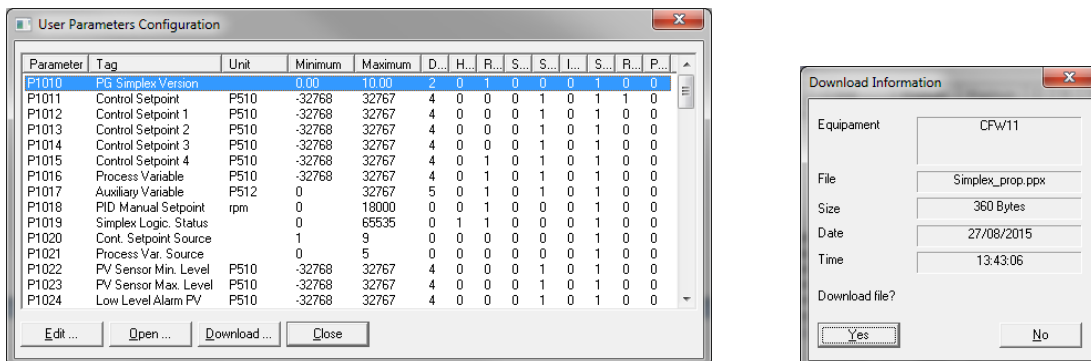 User Parameters Configuration
Parameter Tag Unit Minimum Maximum D... H... R... S... S... I... S... R... P...
P1010 PG Simplex Version 0.00 10.00 2 0 1 0 0 0 1 0 0
P1011 Control Setpoint P510 -32768 32767 4 0 0 0 1 0 1 1 0
P1012 Control Setpoint 1 P510 -32768 32767 4 0 0 0 1 0 1 0 0
P1013 Control Setpoint 2 P510 -32768 32767 4 0 0 0 1 0 1 0 0
P1014 Control Setpoint 3 P510 -32768 32767 4 0 0 0 1 0 1 0 0
P1015 Control Setpoint 4 P510 -32768 32767 4 0 1 0 1 0 1 0 0
P1016 Process Variable P510 -32768 32767 4 0 1 0 1 0 1 0 0
P1017 Auxiliary Variable P512 0 32767 5 0 1 0 1 0 1 0 0
P1018 PID Manual Setpoint rpm 0 18000 0 0 1 0 0 0 1 0 0
P1019 Simplex Logic. Status 0 65535 0 1 1 0 0 0 1 0 0
P1020 Cont. Setpoint Source 1 9 0 0 0 0 0 0 1 0 0
P1021 Process Var. Source 0 5 0 0 0 0 0 0 1 0 0
P1022 PV Sensor Min. Level P510 -32768 32767 4 0 0 0 1 0 1 0 0
P1023 PV Sensor Max. Level P510 -32768 32767 4 0 0 0 1 0 1 0 0
P1024 Low Level Alarm PV P510 -32768 32767 4 0 0 0 1 0 1 0 0
Edit ... Open ... Download ... Close
Download Information
Equipament CFW11
File Simplex_prop.ppx
Size 360 Bytes
Date 27/08/2015
Time 13:43:06
Download file?
Yes No